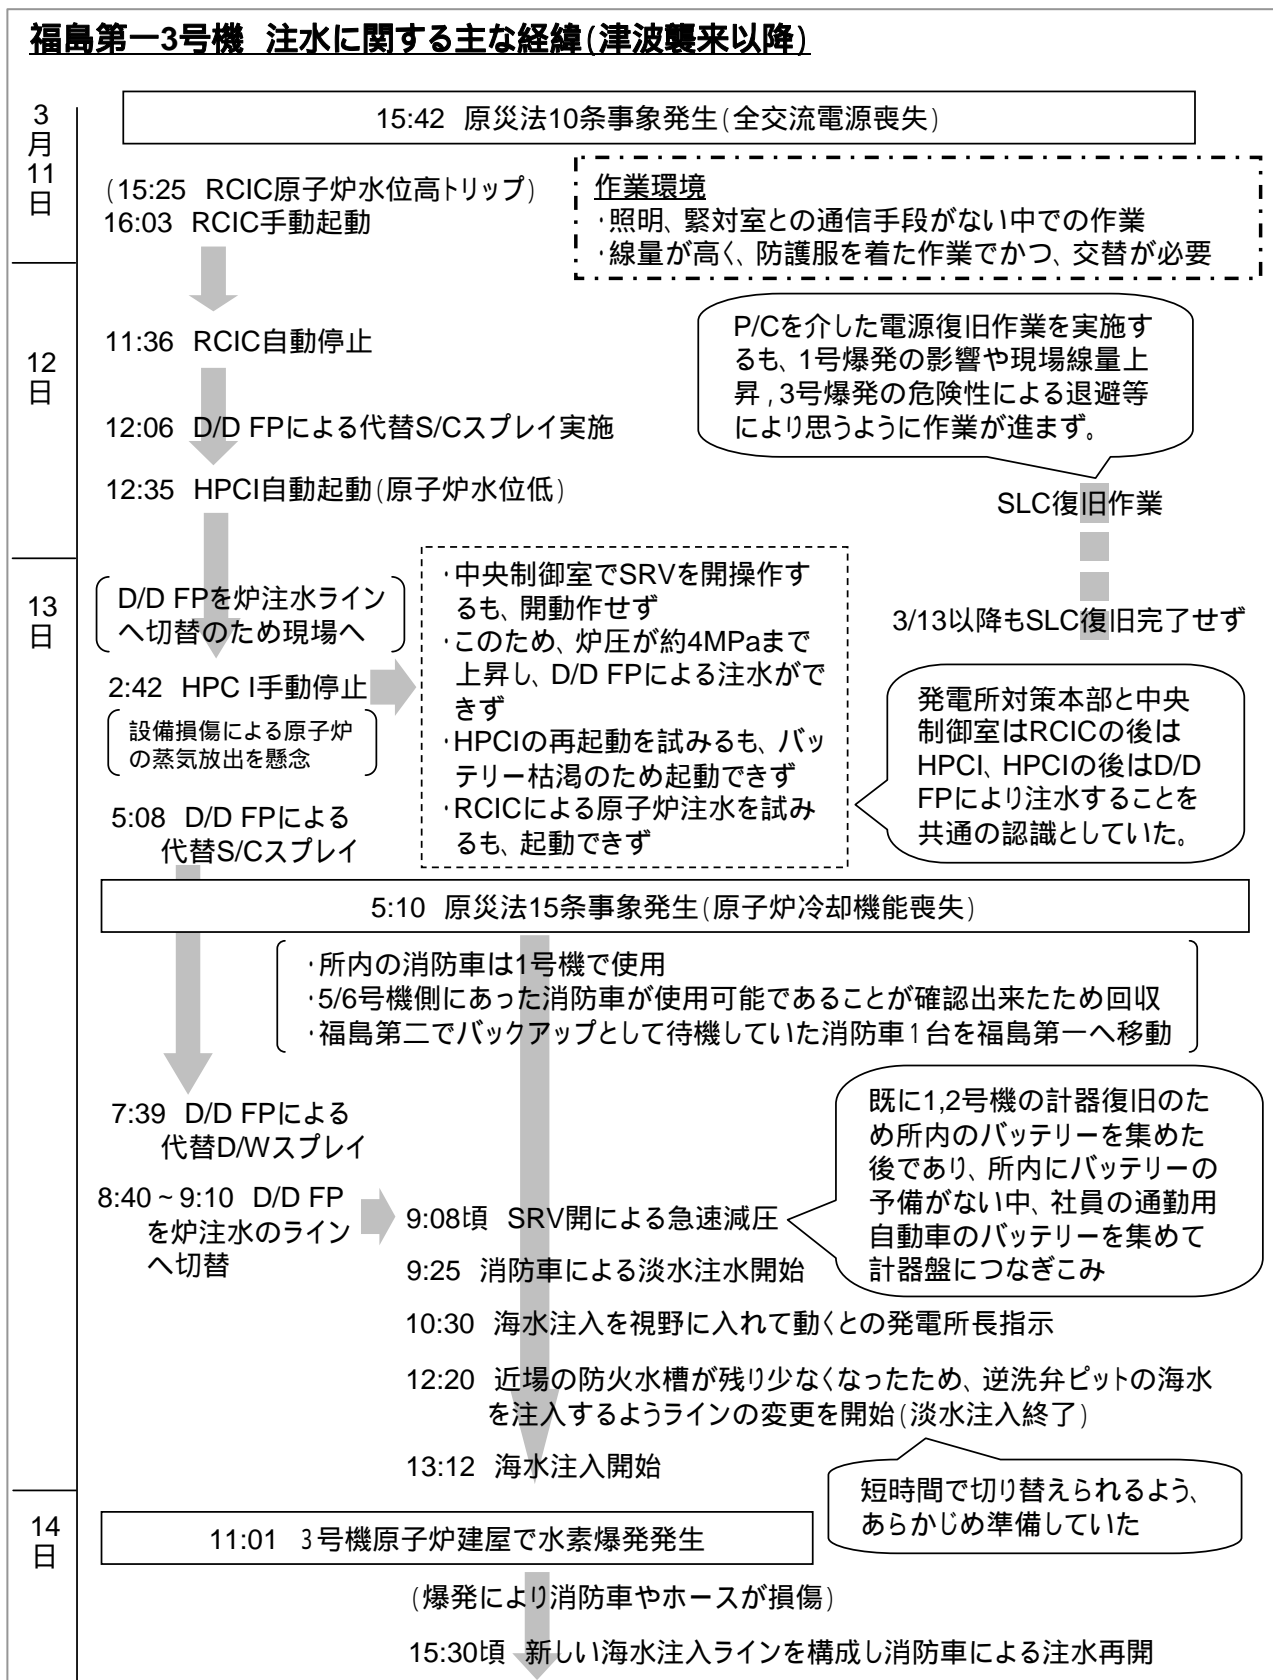 福島第一3号機 注水に関する主な経緯(津波襲来以降)
3
月
11
日
15:42 原災法10条事象発生(全交流電源喪失)
(15:25 RCIC原子炉水位高トリップ)
16:03 RCIC手動起動
作業環境
・照明、緊対室との通信手段がない中での作業
・線量が高く、防護服を着た作業でかつ、交替が必要
12
日
11:36 RCIC自動停止
12:06 D/D FPによる代替S/Cスプレイ実施
12:35 HPCI自動起動(原子炉水位低)
P/Cを介した電源復旧作業を実施す
るも、1号爆発の影響や現場線量上
昇,3号爆発の危険性による退避等
により思うように作業が進まず。
SLC復旧作業
3/13以降もSLC復旧完了せず
13
日
D/D FPを炉注水ライン
へ切替のため現場へ
2:42 HPC I手動停止
設備損傷による原子炉
の蒸気放出を懸念
・中央制御室でSRVを開操作す
るも、開動作せず
・このため、炉圧が約4MPaまで
上昇し、D/D FPによる注水がで
きず
・HPCIの再起動を試みるも、バッ
テリー枯渇のため起動できず
・RCICによる原子炉注水を試み
るも、起動できず
発電所対策本部と中央
制御室はRCICの後は
HPCI、HPCIの後はD/D
FPにより注水することを
共通の認識としていた。
5:08 D/D FPによる
代替S/Cスプレイ
5:10 原災法15条事象発生(原子炉冷却機能喪失)
・所内の消防車は1号機で使用
・5/6号機側にあった消防車が使用可能であることが確認出来たため回収
・福島第二でバックアップとして待機していた消防車1台を福島第一へ移動
7:39 D/D FPによる
代替D/Wスプレイ
8:40~9:10 D/D FP
を炉注水のライン
へ切替
9:08頃 SRV開による急速減圧
既に1,2号機の計器復旧のた
め所内のバッテリーを集めた
後であり、所内にバッテリーの
予備がない中、社員の通勤用
自動車のバッテリーを集めて
計器盤につなぎこみ
9:25 消防車による淡水注水開始
10:30 海水注入を視野に入れて動くとの発電所長指示
12:20 近場の防火水槽が残り少なくなったため、逆洗弁ピットの海水
を注入するようラインの変更を開始(淡水注入終了)
13:12 海水注入開始
短時間で切り替えられるよう、
あらかじめ準備していた
14
日
11:01 3号機原子炉建屋で水素爆発発生
(爆発により消防車やホースが損傷)
15:30頃 新しい海水注入ラインを構成し消防車による注水再開